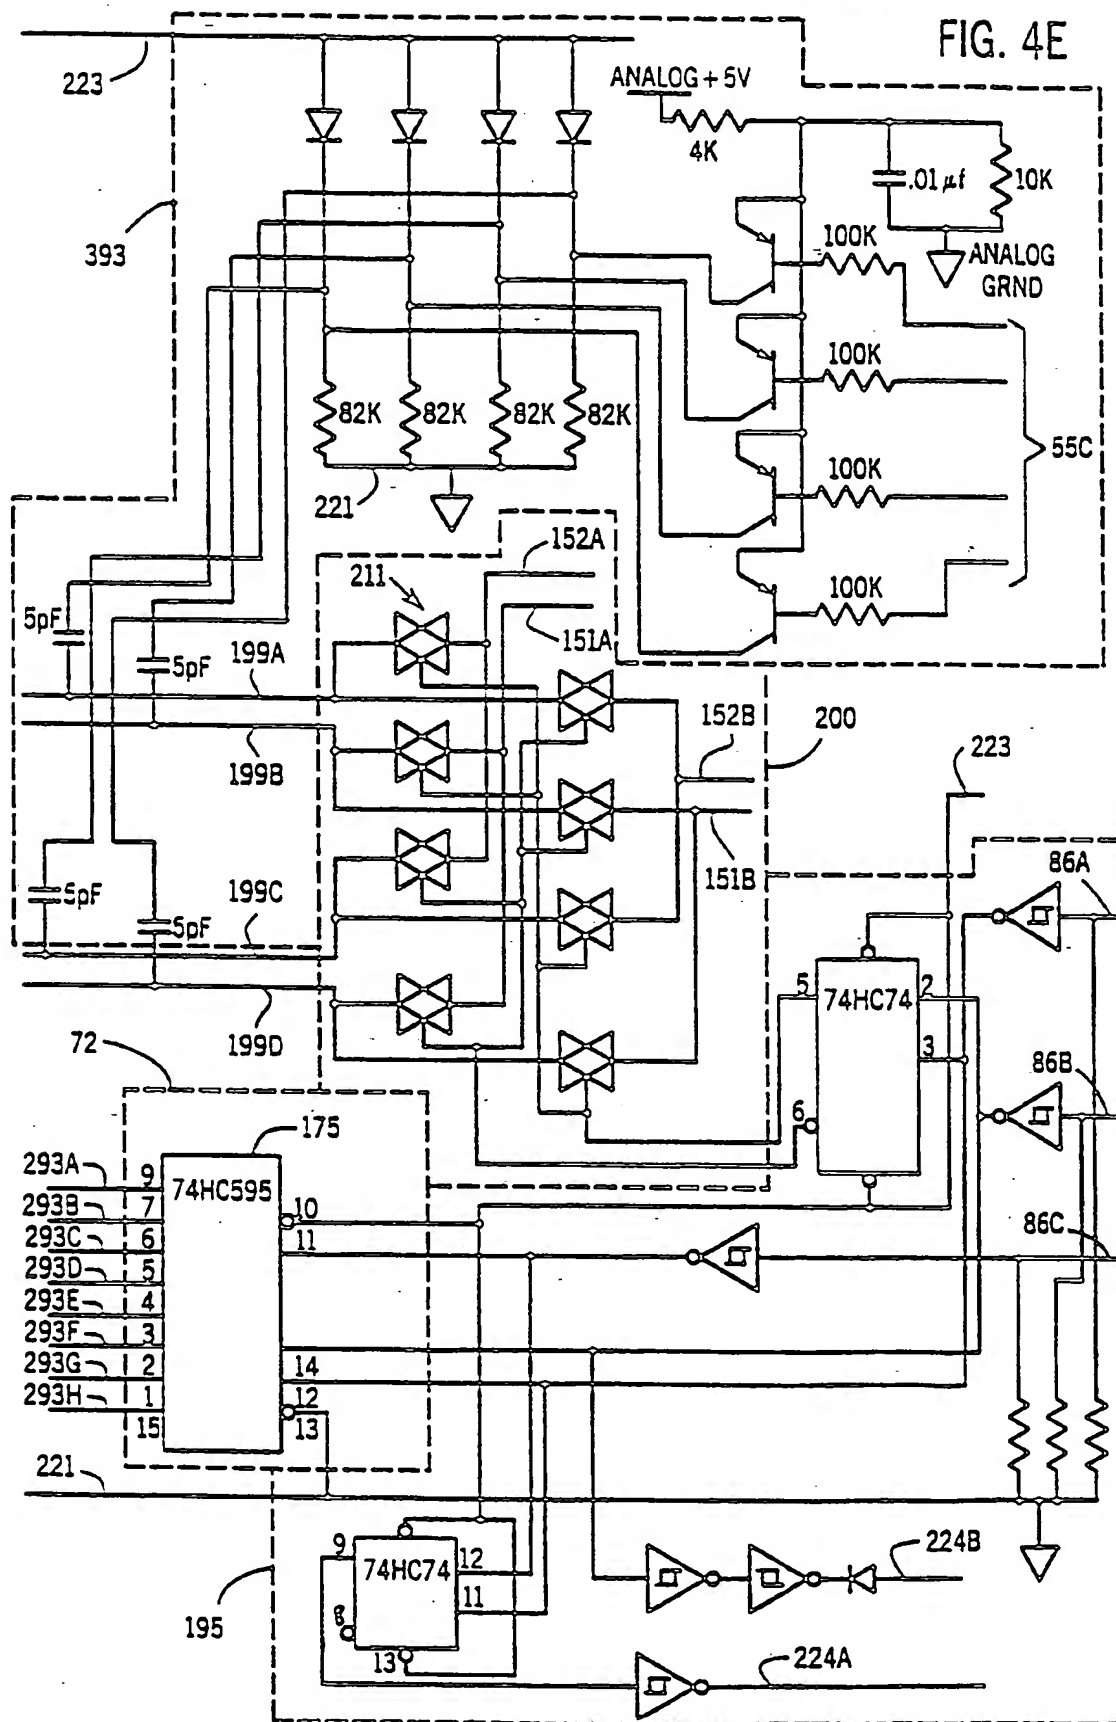 FIG. 4E
223
ANALOG + 5V
4K
.01 µf
10K
393
100K
ANALOG
GRND
100K
82K
82K
82K
82K
100K
55C
221
152A
211
100K
5pF
151A
199A
5pF
152B
200
199B
223
151B
86A
5pF
199C
5pF
5
74HC74
2
3
199D
72
86B
6
175
293A
9
74HC595
293B
7
10
293C
6
11
86C
293D
5
293E
4
293F
3
293G
2
14
293H
1
12
15
13
221
9
74HC74
12
224B
11
8
195
13
224A